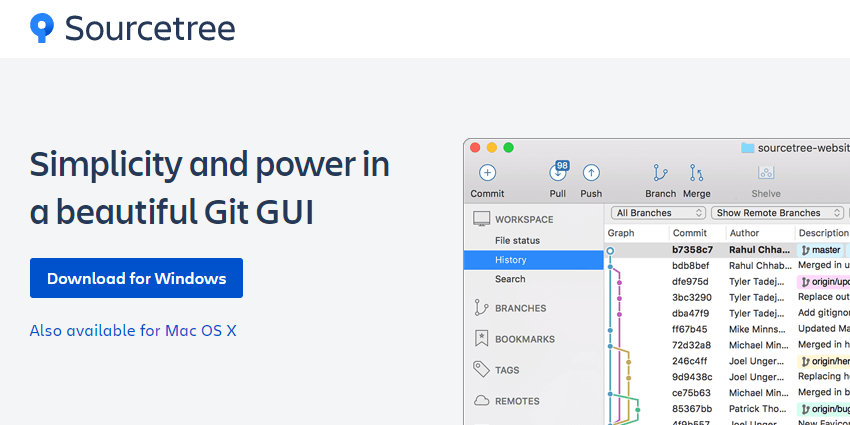 Sourcetree
Simplicity and power in
a beautiful Git GUI
Download for Windows
Also available for Mac OS X
sourcetree-websit
98
Commit Pull Push Branch Merge Shelve
WORKSPACE
File status
History
Search
BRANCHES
BOOKMARKS
TAGS
REMOTES
All Branches Show Remote Branches
Graph Commit Author Description
b7358c7 Rahul Chhab... master
bdb8bef Rahul Chhab... Merged in u
dfe975d Tyler Tadej... origin/upd
3bc3290 Tyler Tadej... Replace out
dba47f9 Tyler Tadej... Add gitignor
ff67b45 Mike Minns... Updated Ma
72d32a8 Michael Min... Merged in h
246c4ff Joel Unger... origin/her
9d9438c Joel Unger... Replacing he
ce75b63 Michael Min... Merged in b
85367bb Patrick Tho... origin/bug
4f9b557 Joel Unger... New Favicon